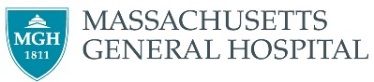 MGH
1811
MASSACHUSETTS
GENERAL HOSPITAL